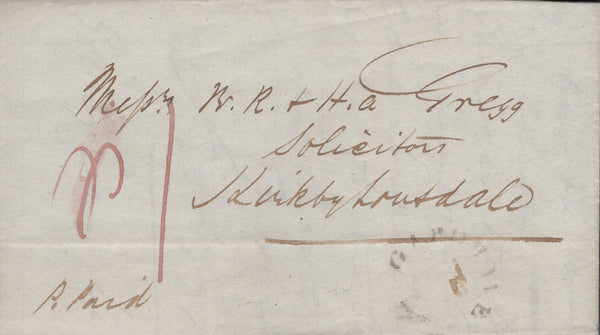 Messrs W. R. & H. a Gregg
Solicitors
Kirkby Lonsdale
P. Paid